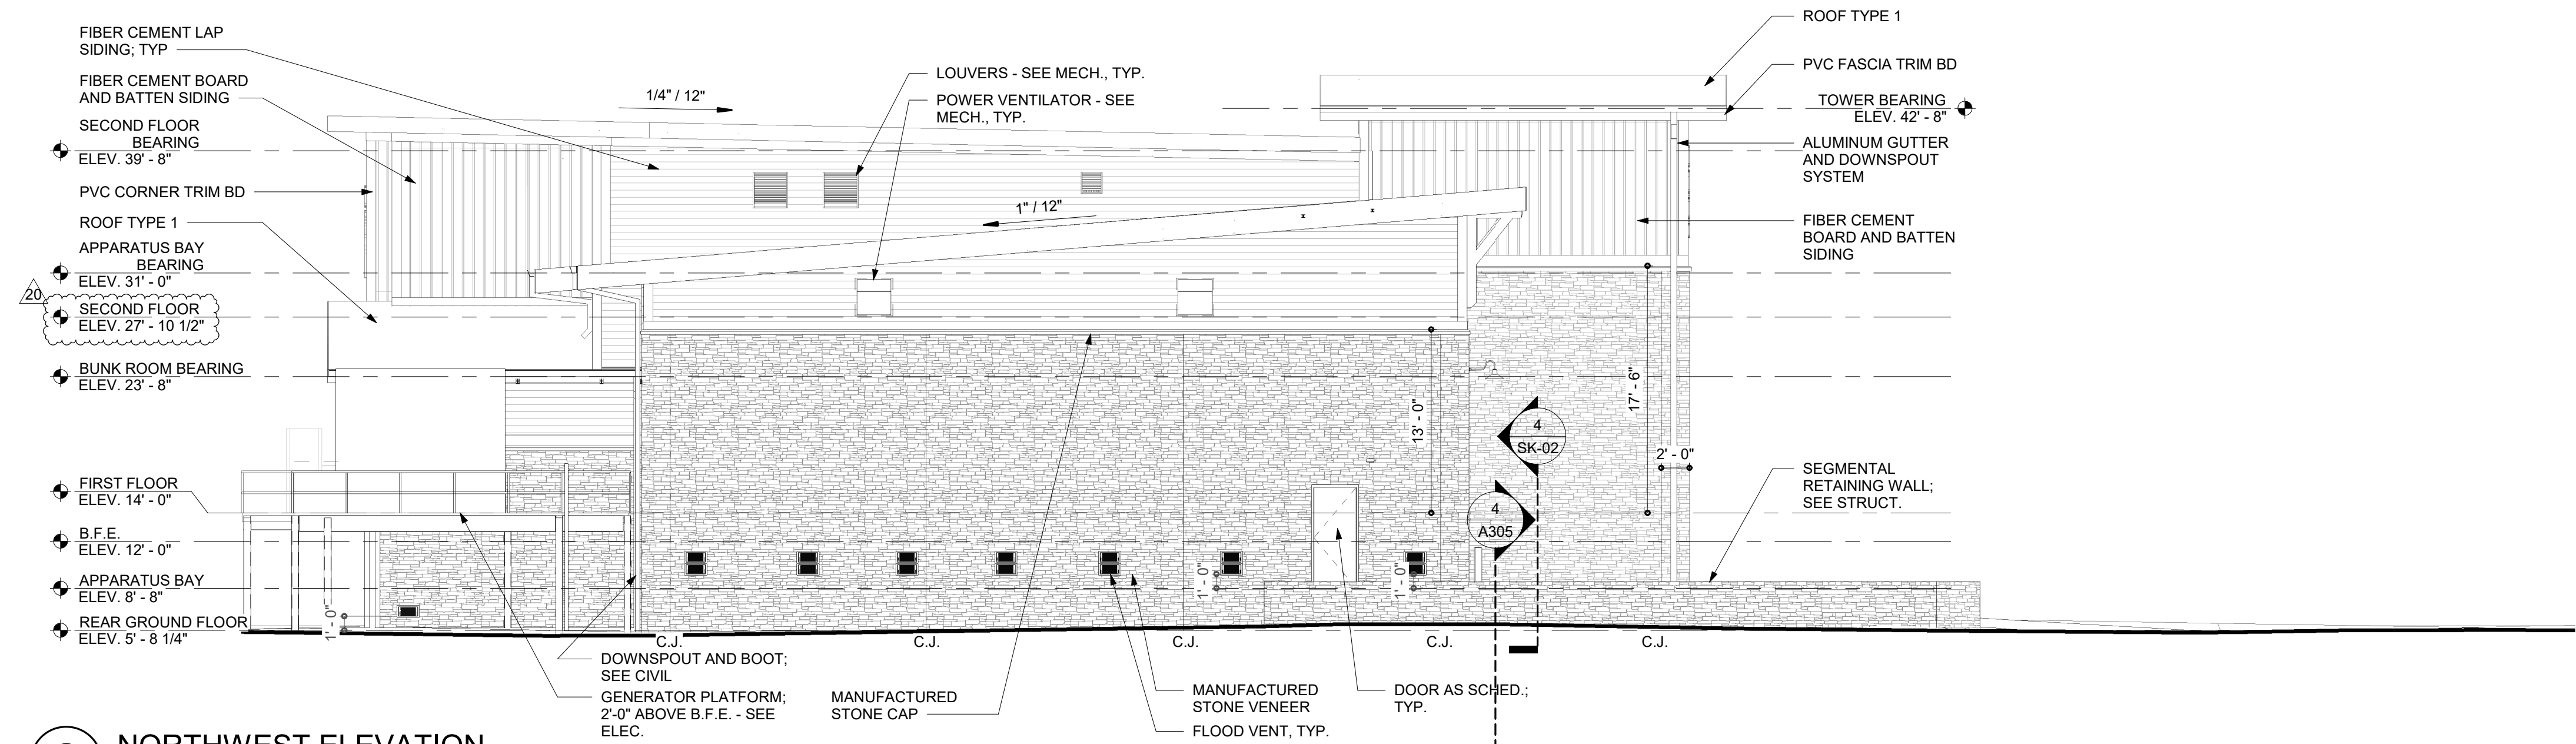 FIBER CEMENT LAP
SIDING; TYP
FIBER CEMENT BOARD
AND BATTEN SIDING
SECOND FLOOR
BEARING
ELEV. 39' - 8"
PVC CORNER TRIM BD
ROOF TYPE 1
APPARATUS BAY
BEARING
ELEV. 31' - 0"
20
SECOND FLOOR
ELEV. 27' - 10 1/2"
BUNK ROOM BEARING
ELEV. 23' - 8"
FIRST FLOOR
ELEV. 14' - 0"
B.F.E.
ELEV. 12' - 0"
APPARATUS BAY
ELEV. 8' - 8"
REAR GROUND FLOOR
ELEV. 5' - 8 1/4"
1/4" / 12"
LOUVERS - SEE MECH., TYP.
POWER VENTILATOR - SEE
MECH., TYP.
1" / 12"
ROOF TYPE 1
PVC FASCIA TRIM BD
TOWER BEARING
ELEV. 42' - 8"
ALUMINUM GUTTER
AND DOWNSPOUT
SYSTEM
FIBER CEMENT
BOARD AND BATTEN
SIDING
13' - 0"
17' - 6"
4
SK-02
2' - 0"
4
A305
SEGMENTAL
RETAINING WALL;
SEE STRUCT.
1' - 0"
1' - 0"
1' - 0"
C.J.
C.J.
C.J.
C.J.
C.J.
DOWNSPOUT AND BOOT;
SEE CIVIL
GENERATOR PLATFORM;
2'-0" ABOVE B.F.E. - SEE
ELEC.
MANUFACTURED
STONE CAP
MANUFACTURED
STONE VENEER
FLOOD VENT, TYP.
DOOR AS SCHED.;
TYP.
NORTHWEST ELEVATION